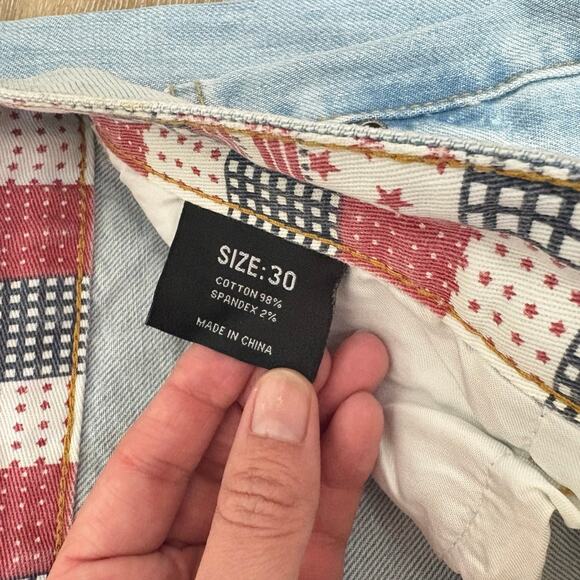 SIZE: 30
COTTON 98%
SPANDEX 2%
MADE IN CHINA